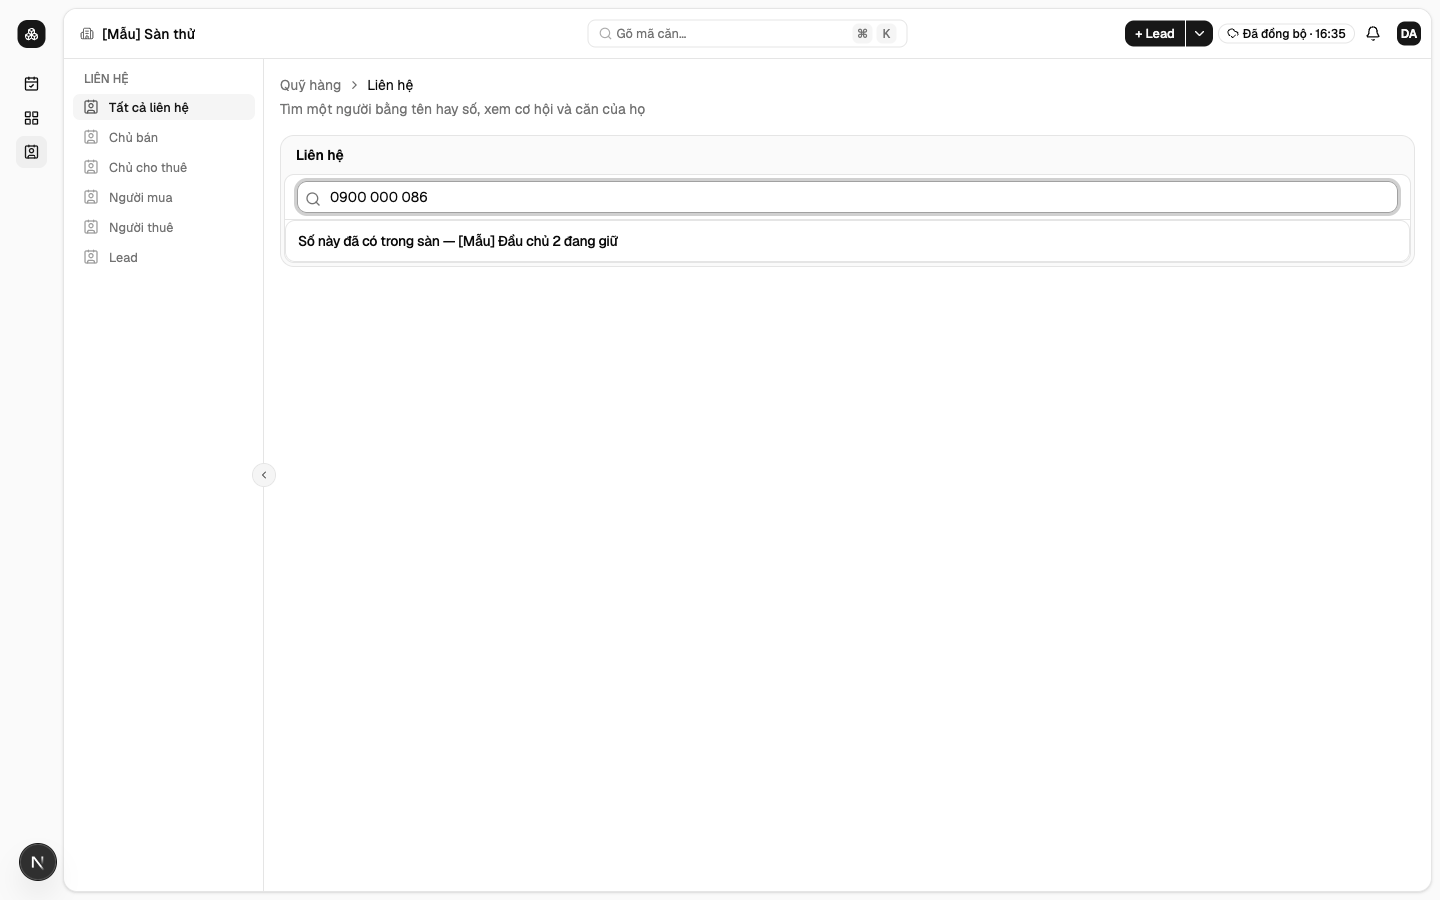 [Mẫu] Sàn thử
Gõ mã căn...
⌘ K
+ Lead
Đã đồng bộ · 16:35
DA
LIÊN HỆ
Tất cả liên hệ
Chủ bán
Chủ cho thuê
Người mua
Người thuê
Lead
Quỹ hàng > Liên hệ
Tìm một người bằng tên hay số, xem cơ hội và căn của họ
Liên hệ
0900 000 086
Số này đã có trong sàn — [Mẫu] Đầu chủ 2 đang giữ
N